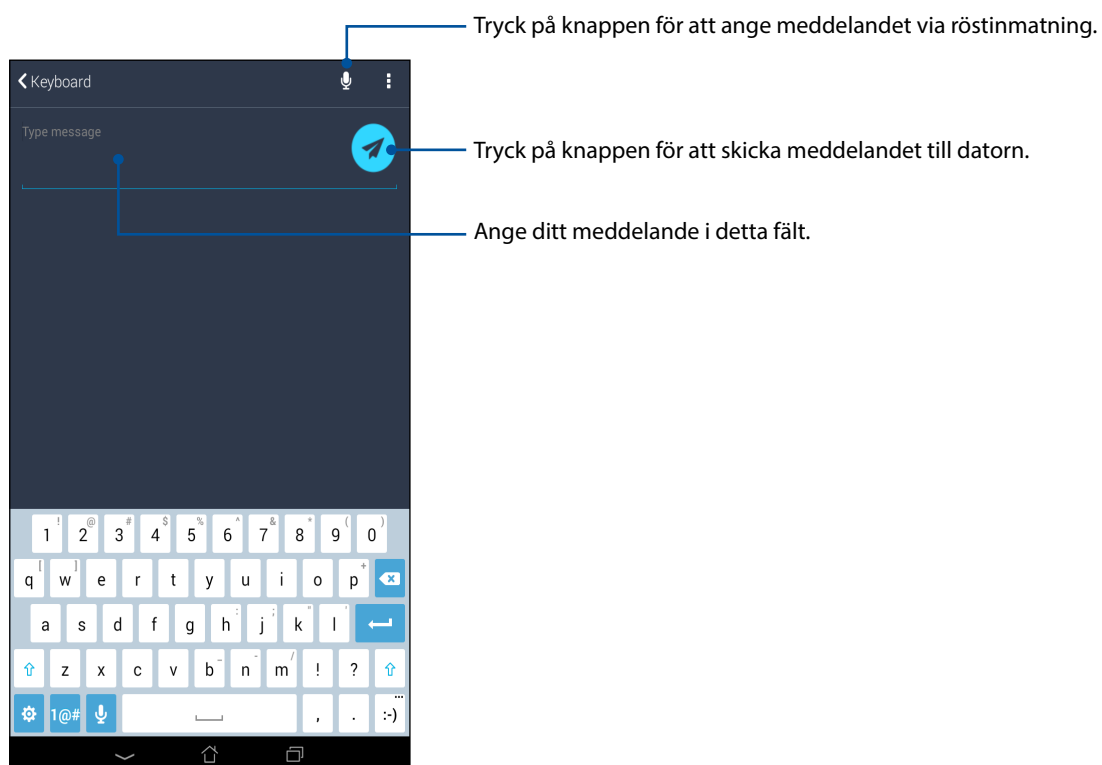 Tryck på knappen för att ange meddelandet via röstinmatning.
Keyboard
Type message
Tryck på knappen för att skicka meddelandet till datorn.
Ange ditt meddelande i detta fält.
! @ # $ % ^ & * ( )
1 2 3 4 5 6 7 8 9 0
[ ] +
q w e r t y u i o p
: ; " '
a s d f g h j k l
_ - /
z x c v b n m ! ?
1@# , . ... :-)